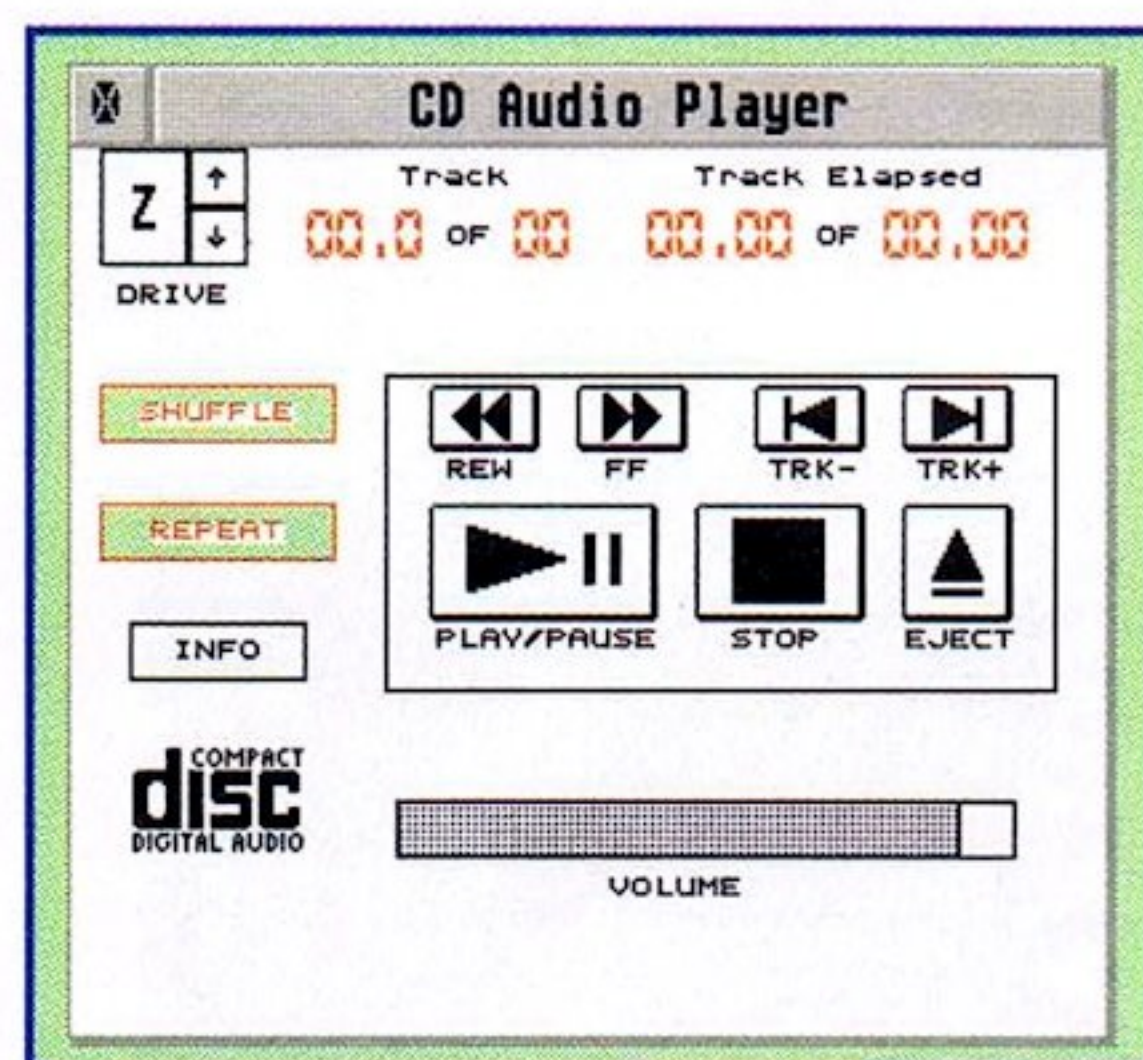 CD Audio Player
Z
Track
Track Elapsed
00.0 OF 00
00.00 OF 00.00
DRIVE
SHUFFLE
REW
FF
TRK-
TRK+
REPEAT
PLAY/PAUSE
STOP
EJECT
INFO
COMPACT
disc
DIGITAL AUDIO
VOLUME